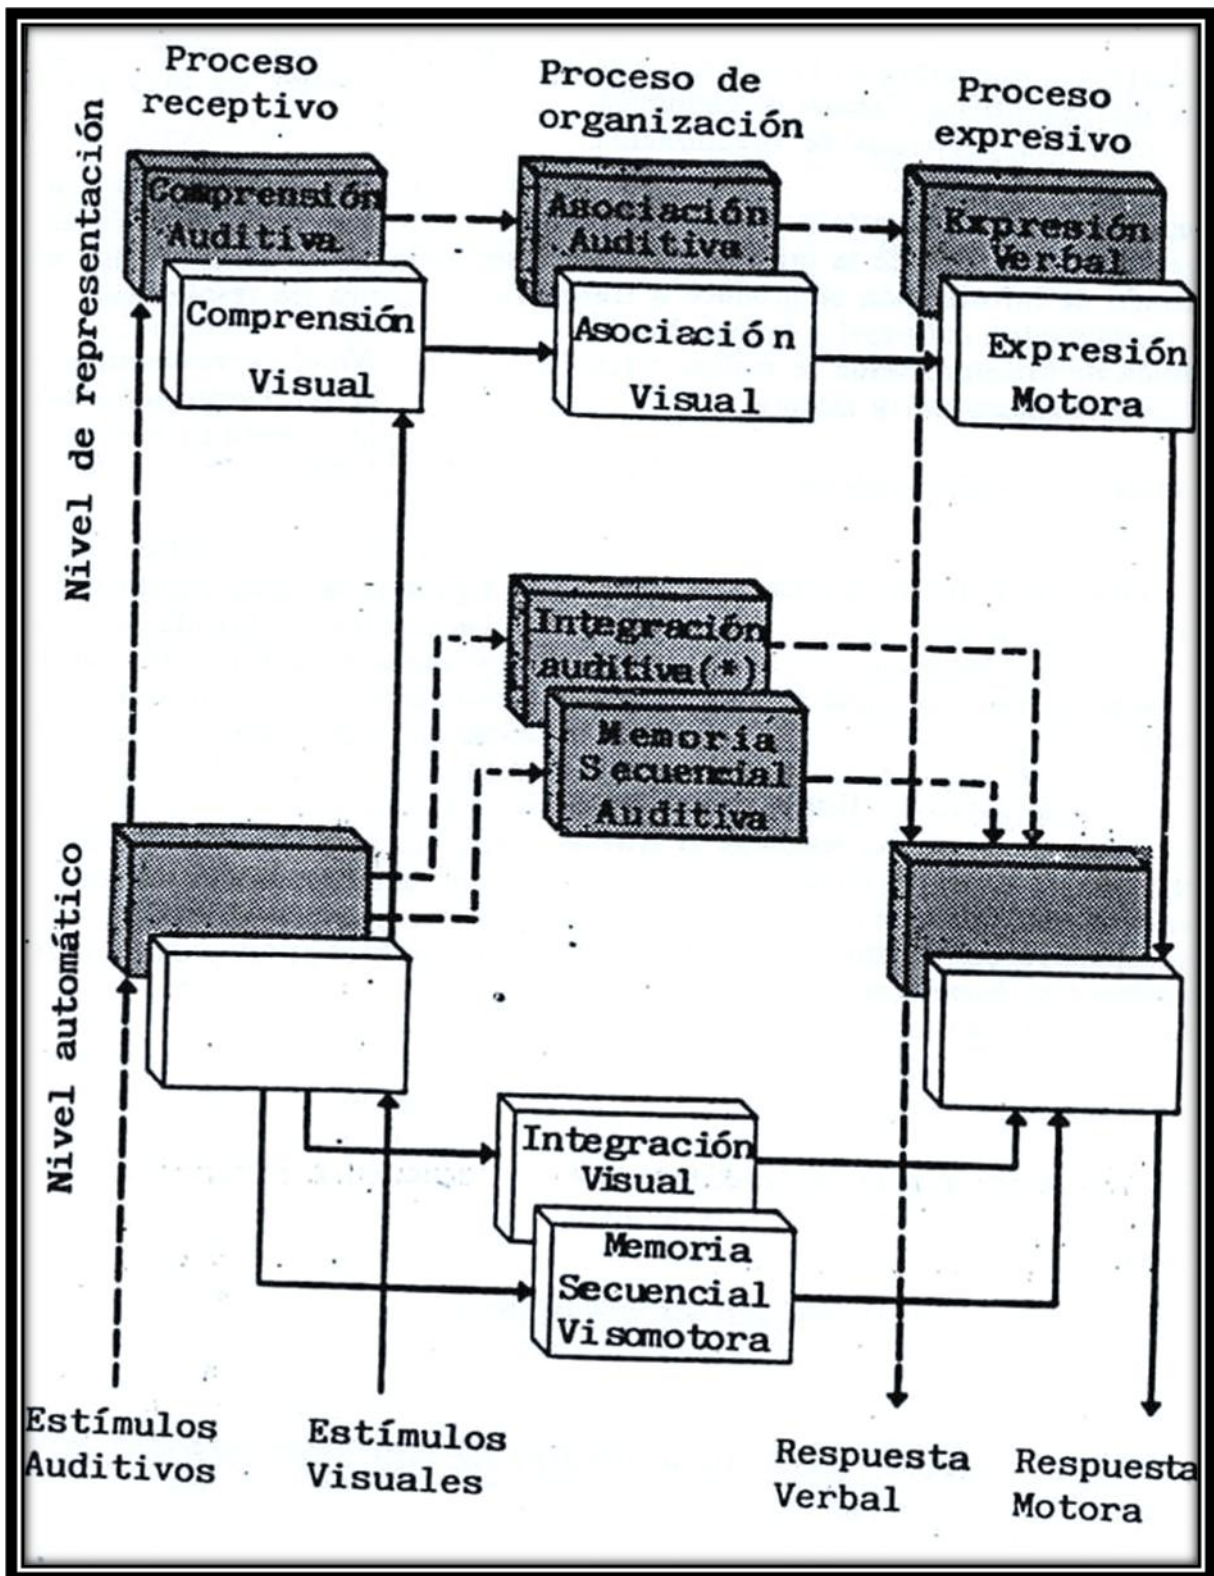 Proceso
receptivo
Proceso de
organización
Proceso
expresivo
Nivel de representación
Comprensión
Auditiva
Asociación
Auditiva
Expresión
Verbal
Comprensión
Visual
Asociación
Visual
Expresión
Motora
Integración
auditiva(*)
Memoria
Secuencial
Auditiva
Nivel automático
Integración
Visual
Memoria
Secuencial
Visomotora
Estímulos
Auditivos
Estímulos
Visuales
Respuesta
Verbal
Respuesta
Motora